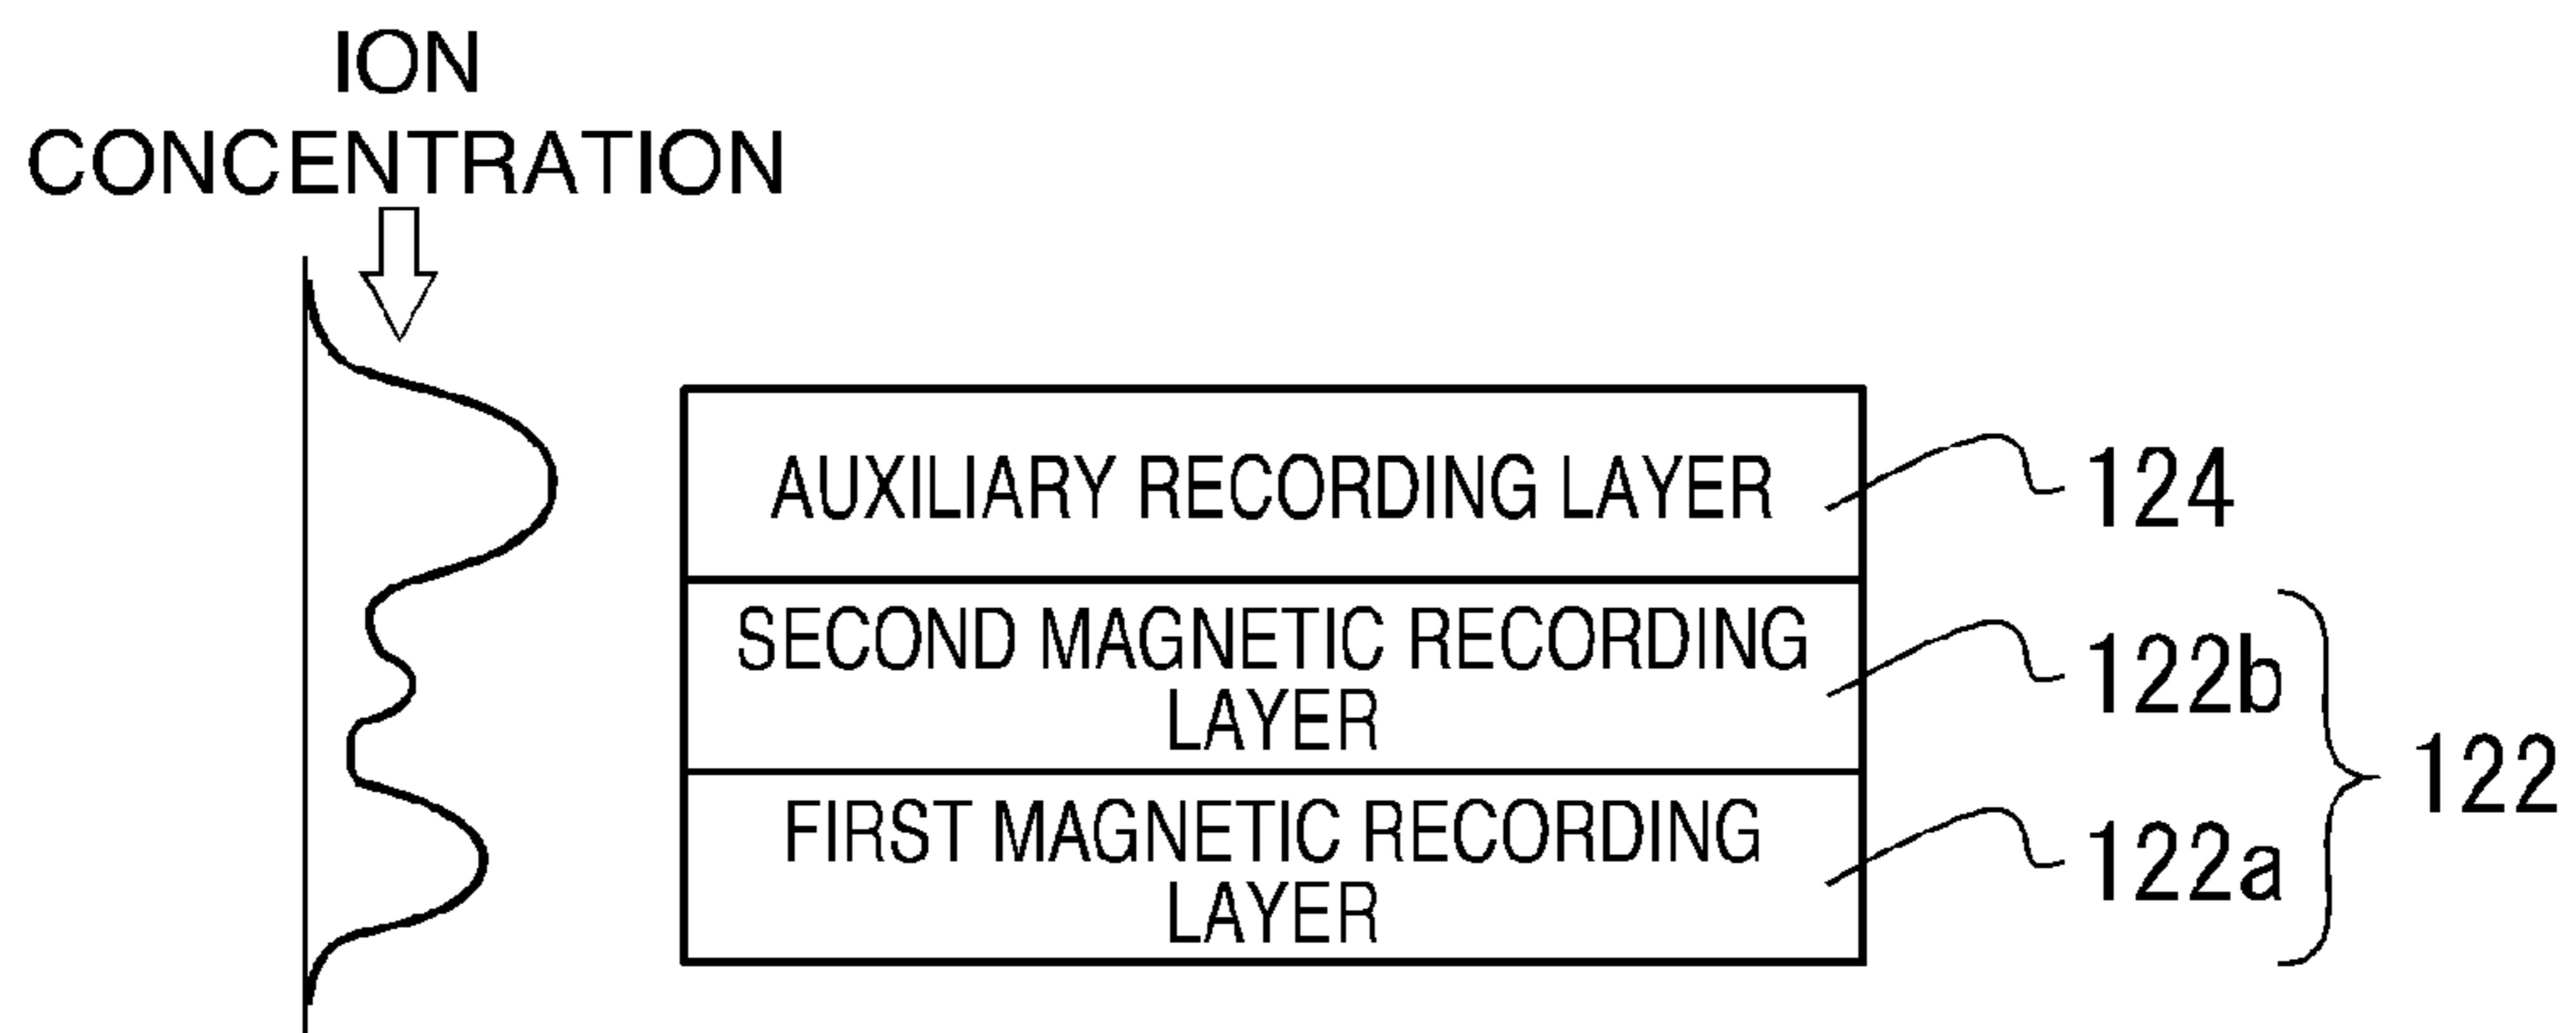 ION
CONCENTRATION
AUXILIARY RECORDING LAYER
124
SECOND MAGNETIC RECORDING
LAYER
122b
FIRST MAGNETIC RECORDING
LAYER
122a
122